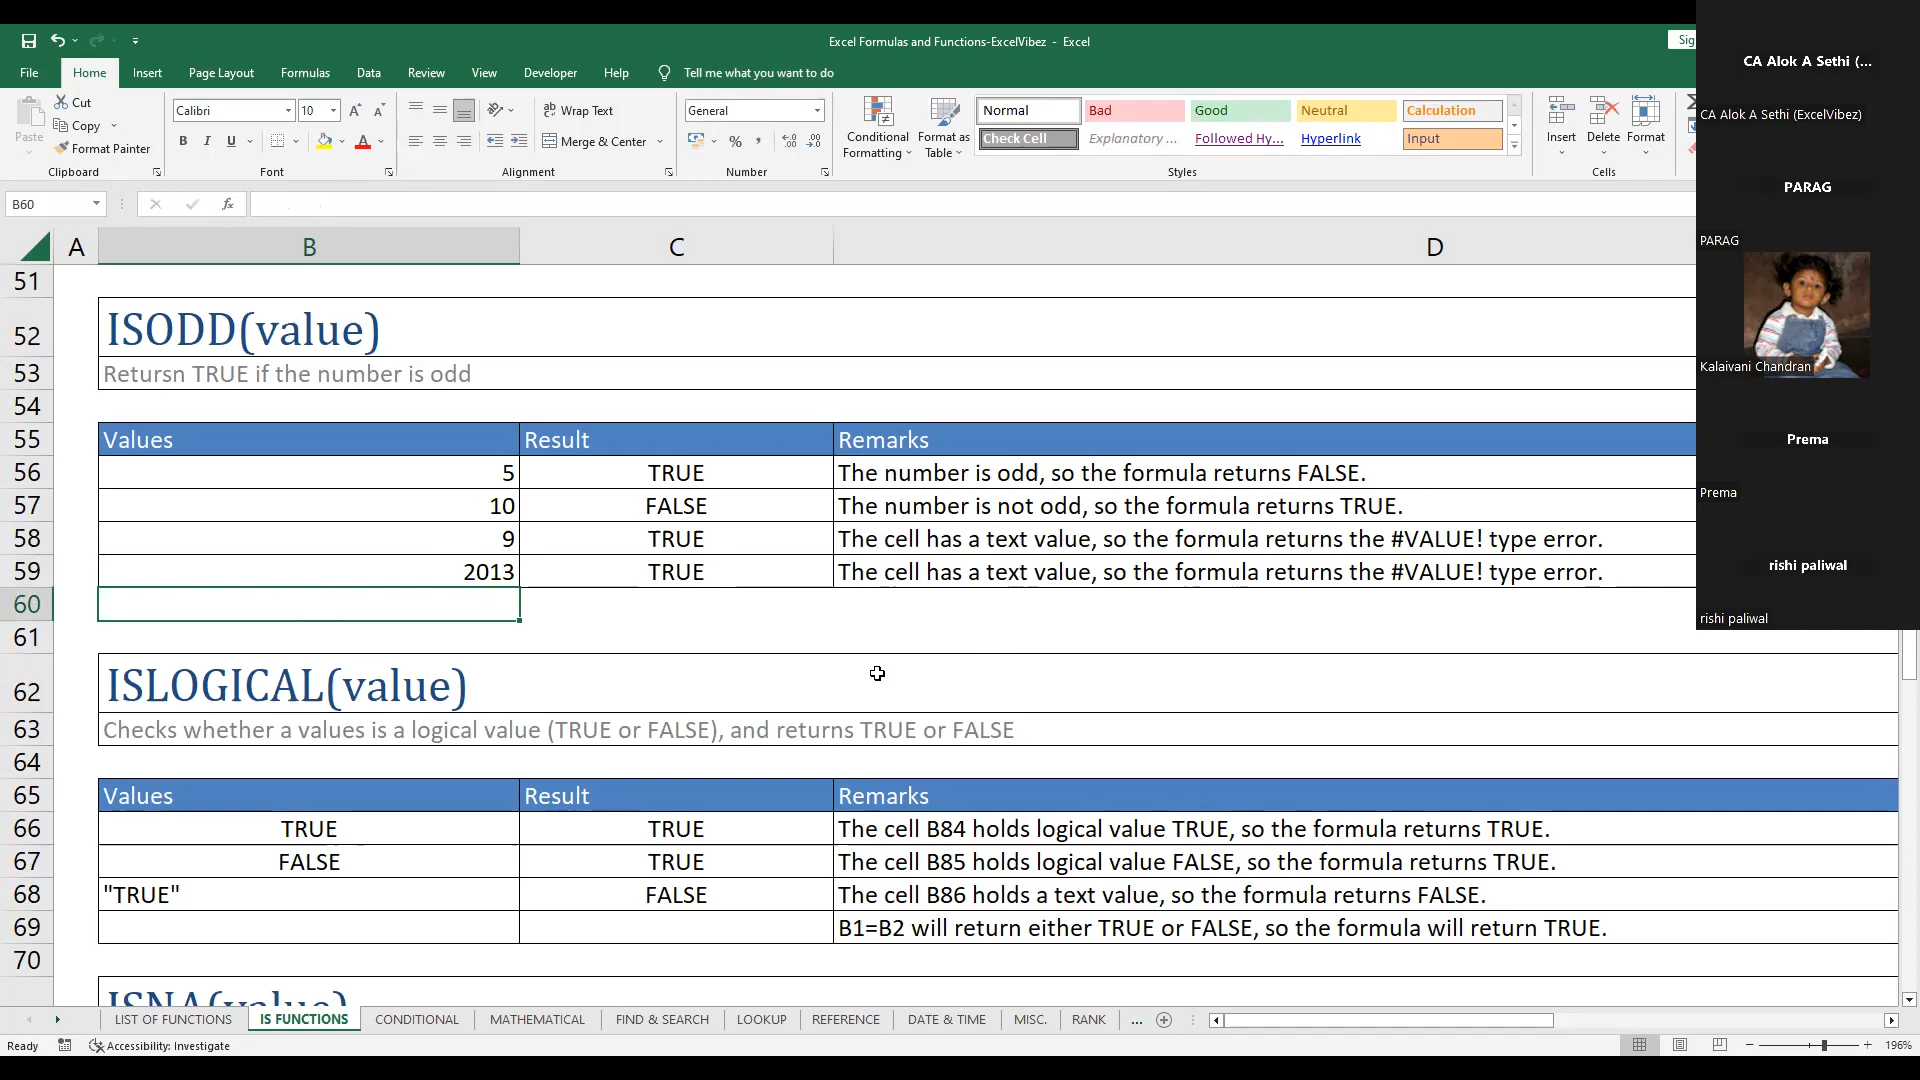 Excel Formulas and Functions-ExcelVibez - Excel
Sig
File Home Insert Page Layout Formulas Data Review View Developer Help Tell me what you want to do
Paste
Cut
Copy
Format Painter
Clipboard
Calibri 10
B I U
Font
Wrap Text
Merge & Center
Alignment
General
%
Number
Conditional Formatting
Format as Table
Normal Bad Good Neutral Calculation
Check Cell Explanatory ... Followed Hy... Hyperlink Input
Styles
Insert Delete Format
Cells
B60
fx
A B C D
51
52 ISODD(value)
53 Retursn TRUE if the number is odd
54
55 Values Result Remarks
56 5 TRUE The number is odd, so the formula returns FALSE.
57 10 FALSE The number is not odd, so the formula returns TRUE.
58 9 TRUE The cell has a text value, so the formula returns the #VALUE! type error.
59 2013 TRUE The cell has a text value, so the formula returns the #VALUE! type error.
60
61
62 ISLOGICAL(value)
63 Checks whether a values is a logical value (TRUE or FALSE), and returns TRUE or FALSE
64
65 Values Result Remarks
66 TRUE TRUE The cell B84 holds logical value TRUE, so the formula returns TRUE.
67 FALSE TRUE The cell B85 holds logical value FALSE, so the formula returns TRUE.
68 "TRUE" FALSE The cell B86 holds a text value, so the formula returns FALSE.
69 B1=B2 will return either TRUE or FALSE, so the formula will return TRUE.
70
ISNA(value)
LIST OF FUNCTIONS IS FUNCTIONS CONDITIONAL MATHEMATICAL FIND & SEARCH LOOKUP REFERENCE DATE & TIME MISC. RANK ...
Ready Accessibility: Investigate 196%
CA Alok A Sethi (...
CA Alok A Sethi (ExcelVibez)
PARAG
PARAG
Kalaivani Chandran
Prema
Prema
rishi paliwal
rishi paliwal